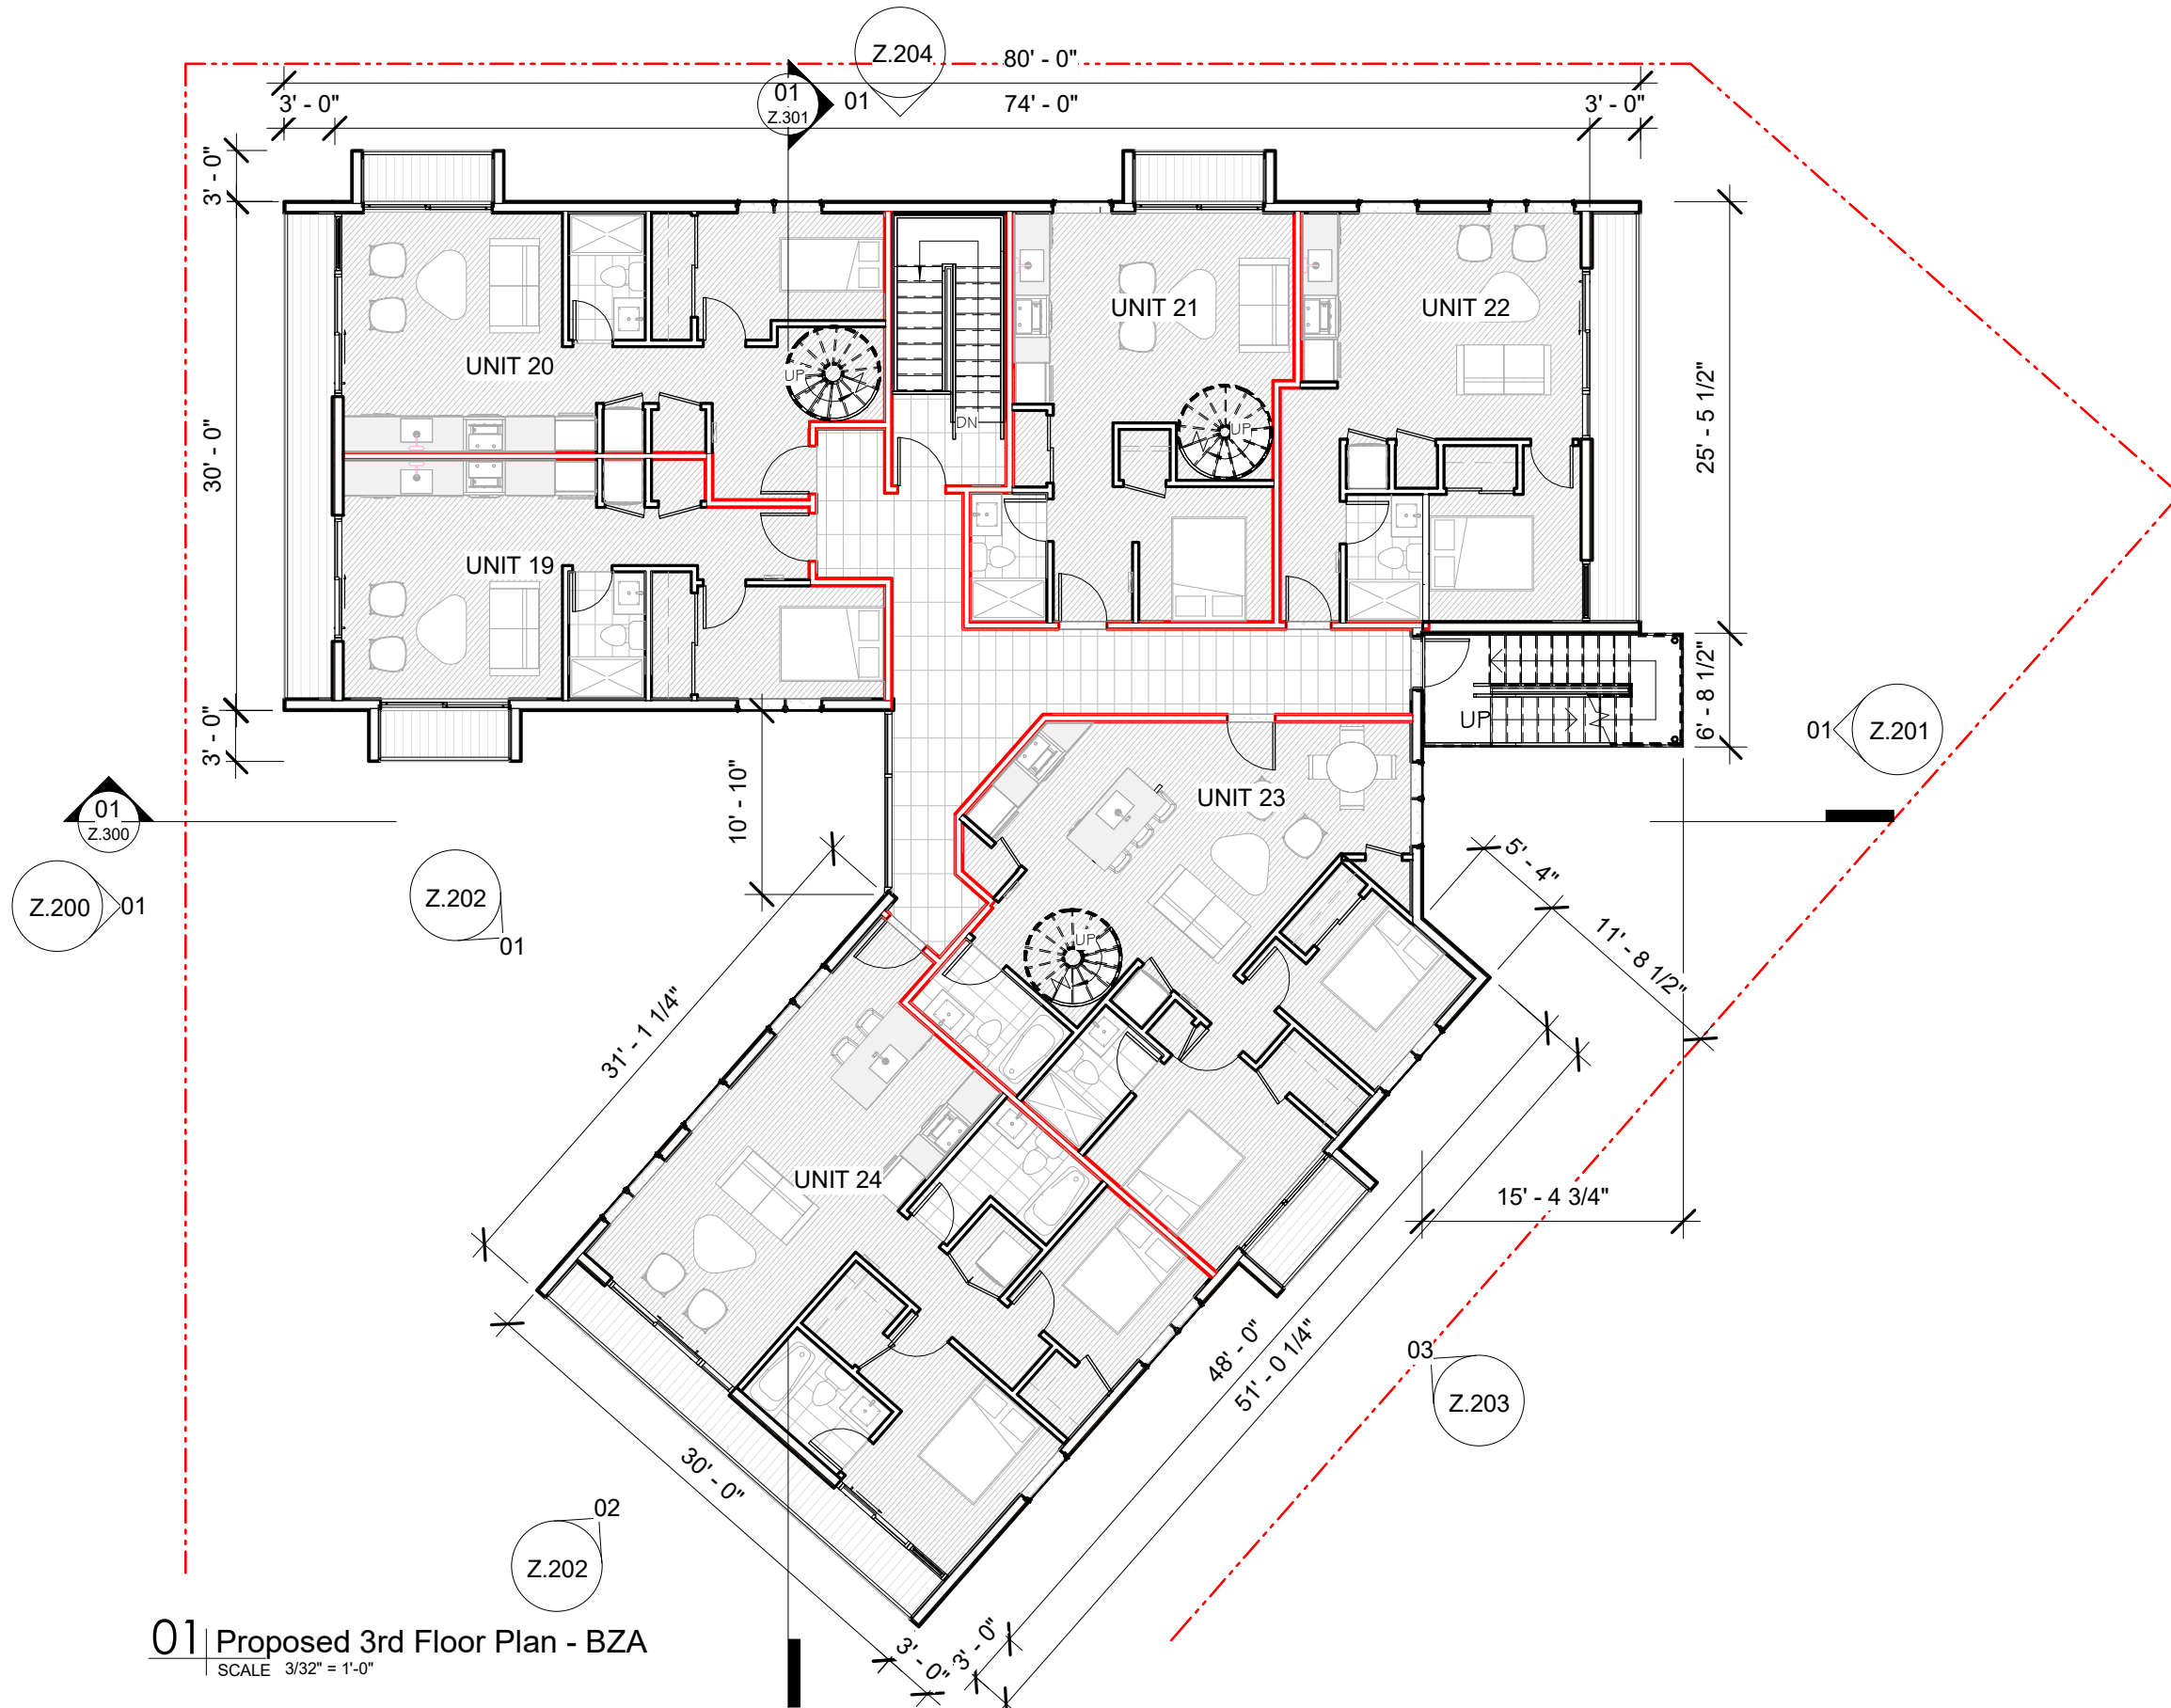 Z.204
80' - 0"
3' - 0"
01
Z.301
01
74' - 0"
3' - 0"
3' - 0"
UNIT 21
UNIT 22
UNIT 20
UP
DN
UP
30' - 0"
25' - 5 1/2"
UNIT 19
6' - 8 1/2"
UP
01
Z.201
3' - 0"
10' - 10"
UNIT 23
01
Z.300
Z.200
01
Z.202
01
5' - 4"
11' - 8 1/2"
UP
31' - 1 1/4"
UNIT 24
15' - 4 3/4"
48' - 0"
51' - 0 1/4"
03
Z.203
30' - 0"
02
Z.202
3' - 0"
3' - 0"
01 Proposed 3rd Floor Plan - BZA
SCALE 3/32" = 1'-0"